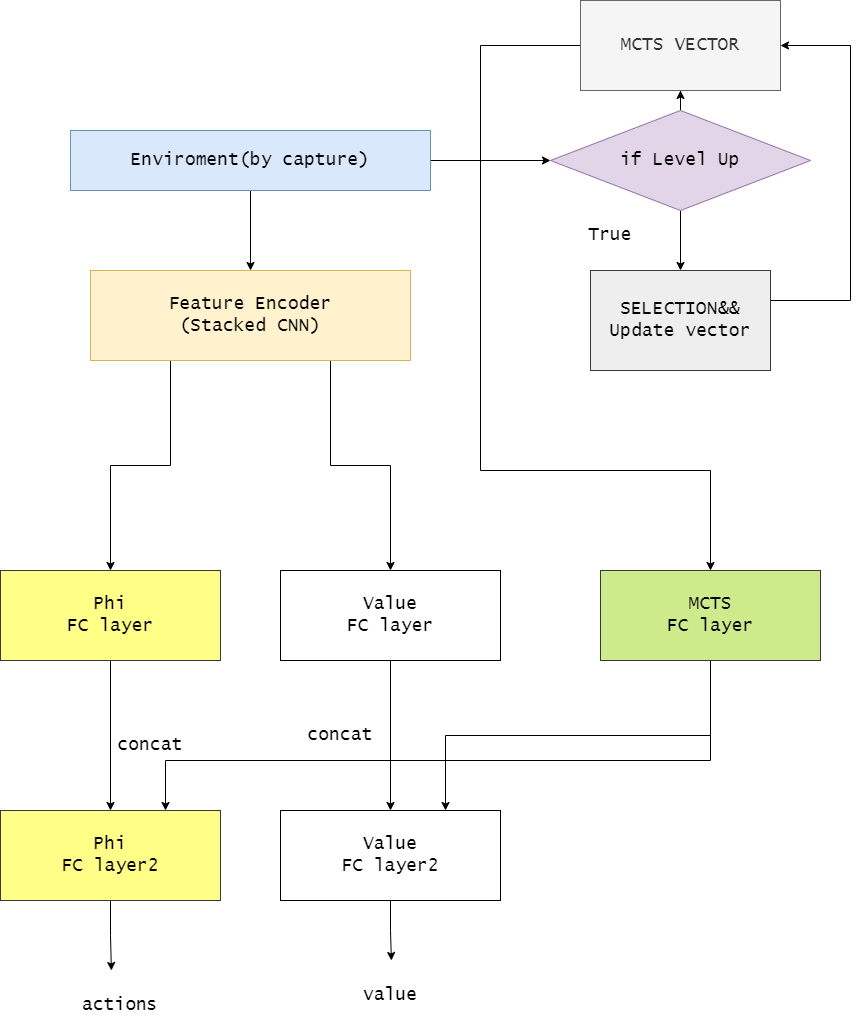 MCTS VECTOR
Enviroment(by capture)
if Level Up
True
Feature Encoder
(Stacked CNN)
SELECTION&&
Update vector
Phi
FC layer
Value
FC layer
MCTS
FC layer
concat
concat
Phi
FC layer2
Value
FC layer2
actions
value